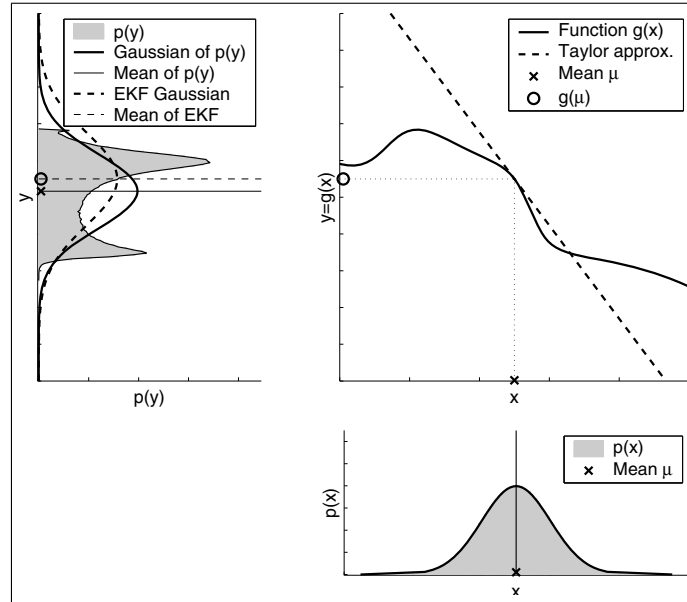 p(y)
Gaussian of p(y)
Mean of p(y)
EKF Gaussian
Mean of EKF
y
p(y)
Function g(x)
Taylor approx.
Mean μ
g(μ)
y=g(x)
x
p(x)
Mean μ
p(x)
x